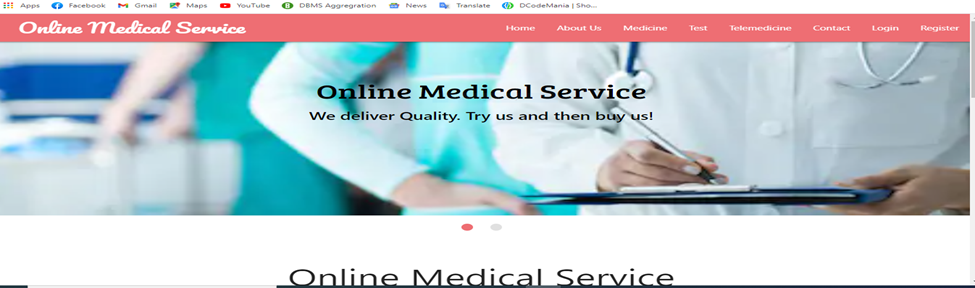 Apps Facebook Gmail Maps YouTube DBMS Aggregration News Translate DCodeMania | Sho...
Online Medical Service Home About Us Medicine Test Telemedicine Contact Login Register
Online Medical Service
We deliver Quality. Try us and then buy us!
Online Medical Service